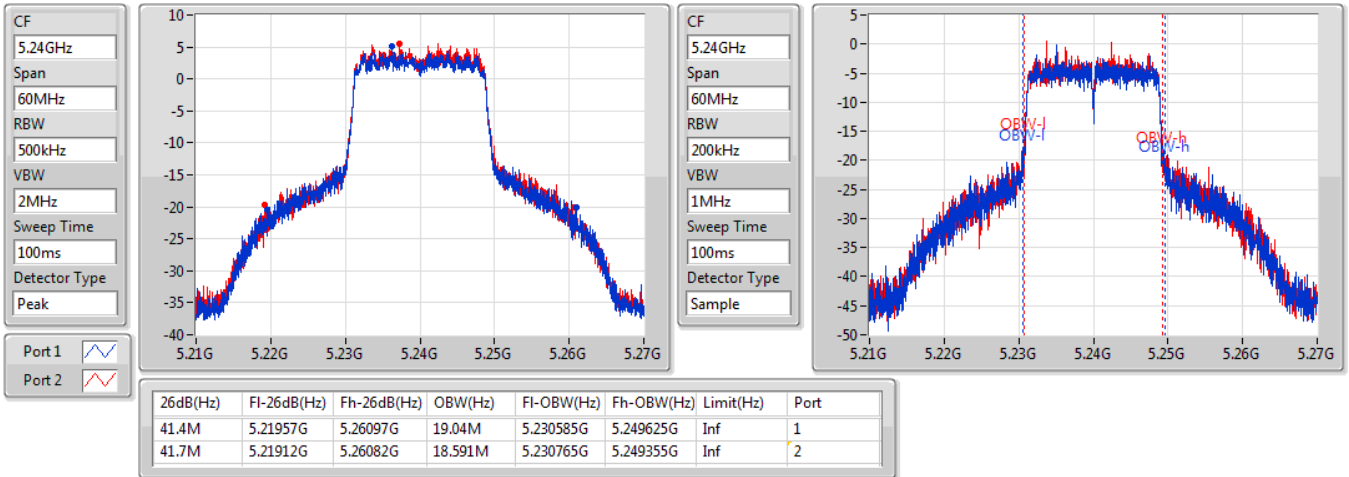 CF
5.24GHz
Span
60MHz
RBW
500kHz
VBW
2MHz
Sweep Time
100ms
Detector Type
Peak
Port 1
Port 2
10
5
0
-5
-10
-15
-20
-25
-30
-35
-40
5.21G 5.22G 5.23G 5.24G 5.25G 5.26G 5.27G
CF
5.24GHz
Span
60MHz
RBW
200kHz
VBW
1MHz
Sweep Time
100ms
Detector Type
Sample
5
0
-5
-10
-15
-20
-25
-30
-35
-40
-45
-50
OBW-l
OBW-l
OBW-h
OBW-h
5.21G 5.22G 5.23G 5.24G 5.25G 5.26G 5.27G
26dB(Hz) Fl-26dB(Hz) Fh-26dB(Hz) OBW(Hz) Fl-OBW(Hz) Fh-OBW(Hz) Limit(Hz) Port
41.4M 5.21957G 5.26097G 19.04M 5.230585G 5.249625G Inf 1
41.7M 5.21912G 5.26082G 18.591M 5.230765G 5.249355G Inf 2